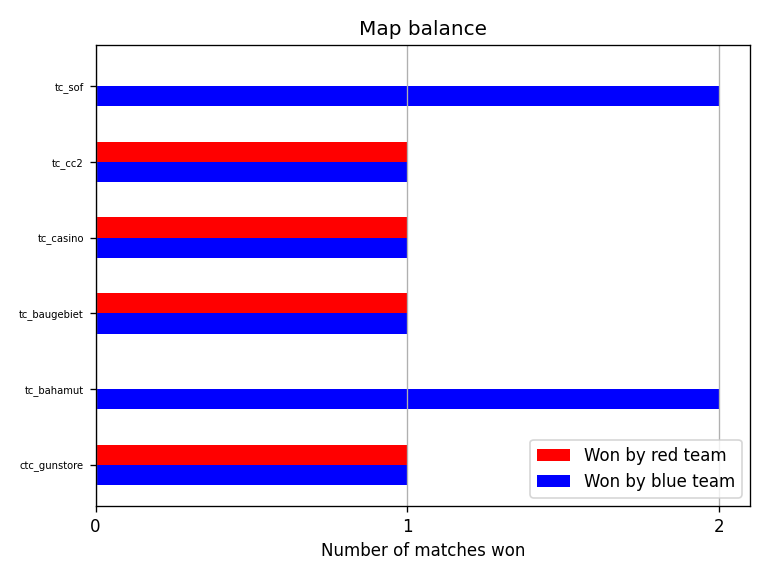 Map balance
tc_sof
tc_cc2
tc_casino
tc_baugebiet
tc_bahamut
ctc_gunstore
Won by red team
Won by blue team
0 1 2
Number of matches won